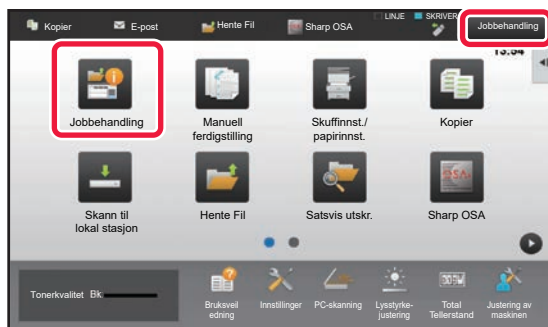 Kopier E-post Hente Fil Sharp OSA LINJE SKRIVER Jobbehandling
13:54
Jobbehandling Manuell ferdigstilling Skuffinnst./ papirinnst. Kopier
Skann til lokal stasjon Hente Fil Satsvis utskr. Sharp OSA
Tonerkvalitet Bk
Bruksveil edning Innstillinger PC-skanning Lysstyrke- justering Total Tellerstand Justering av maskinen